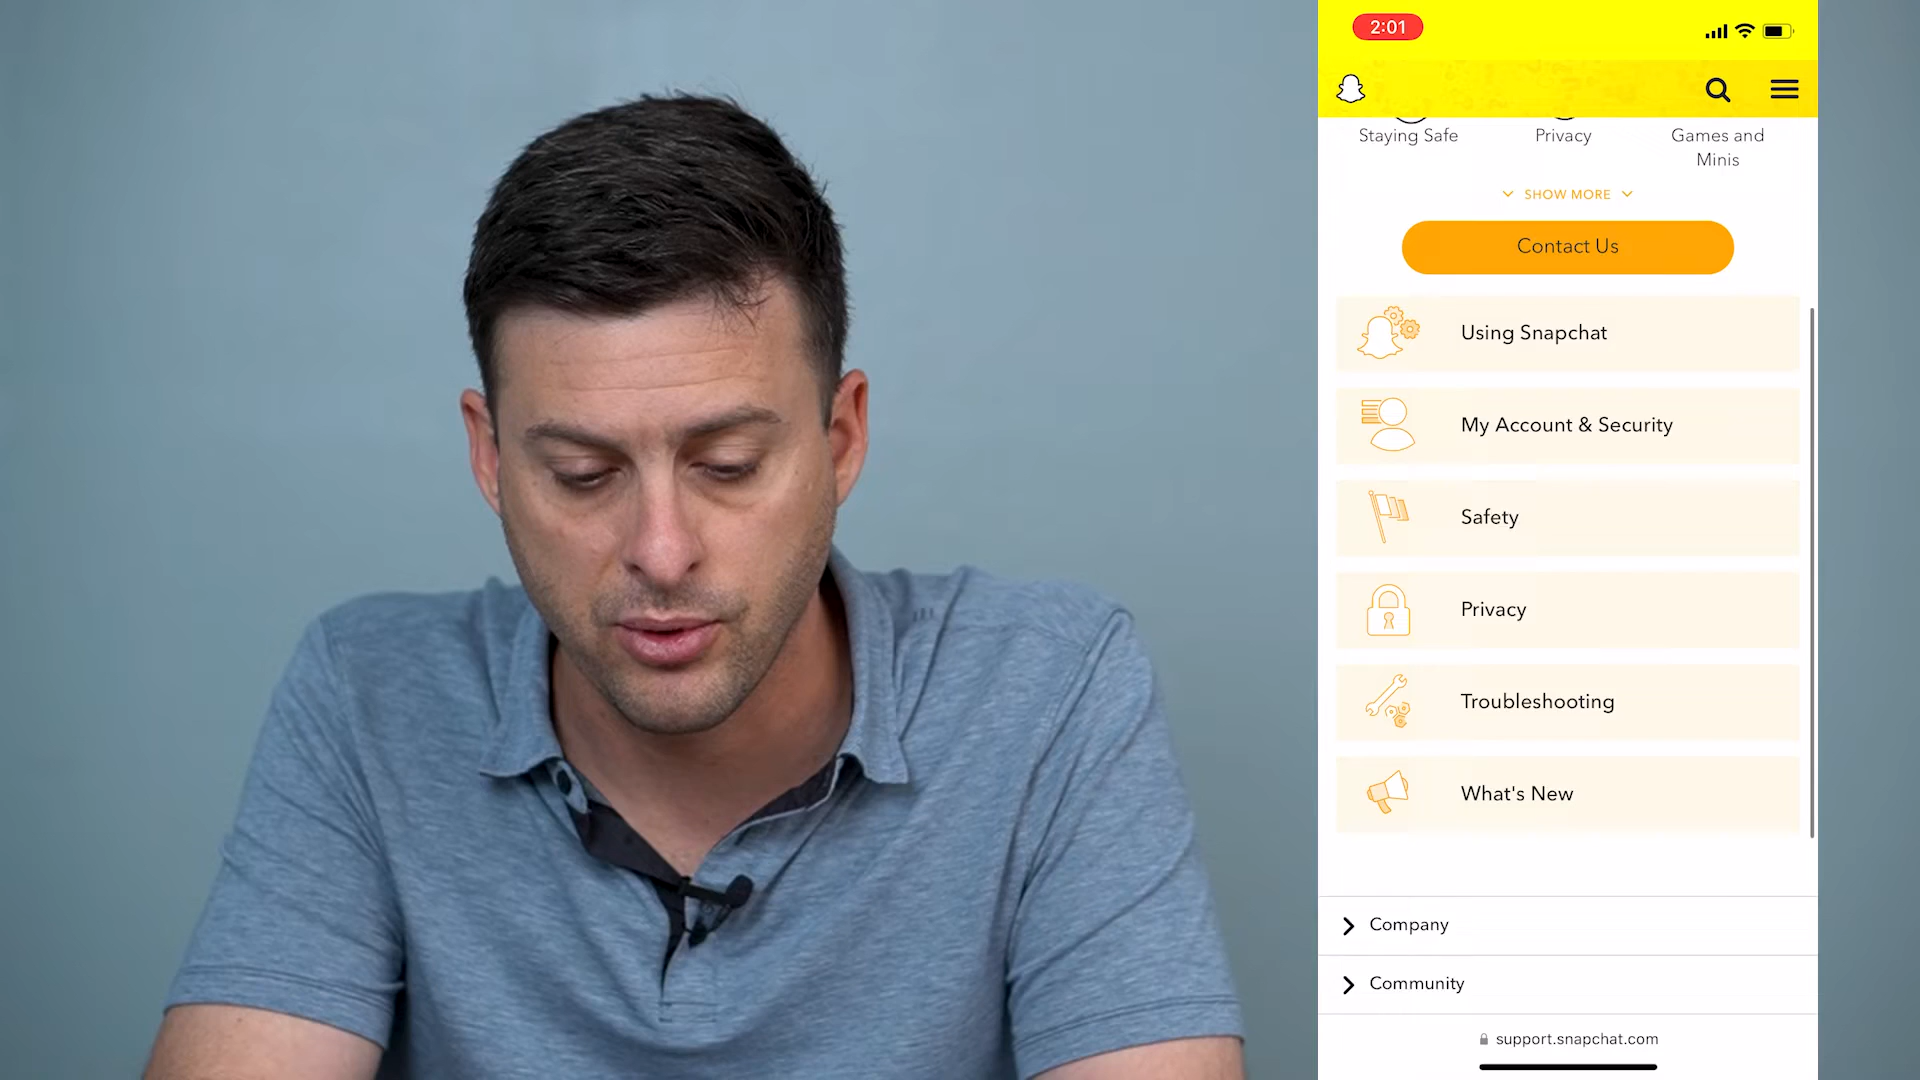 2:01
Staying Safe
Privacy
Games and
Minis
SHOW MORE
Contact Us
Using Snapchat
My Account & Security
Safety
Privacy
Troubleshooting
What's New
Company
Community
support.snapchat.com